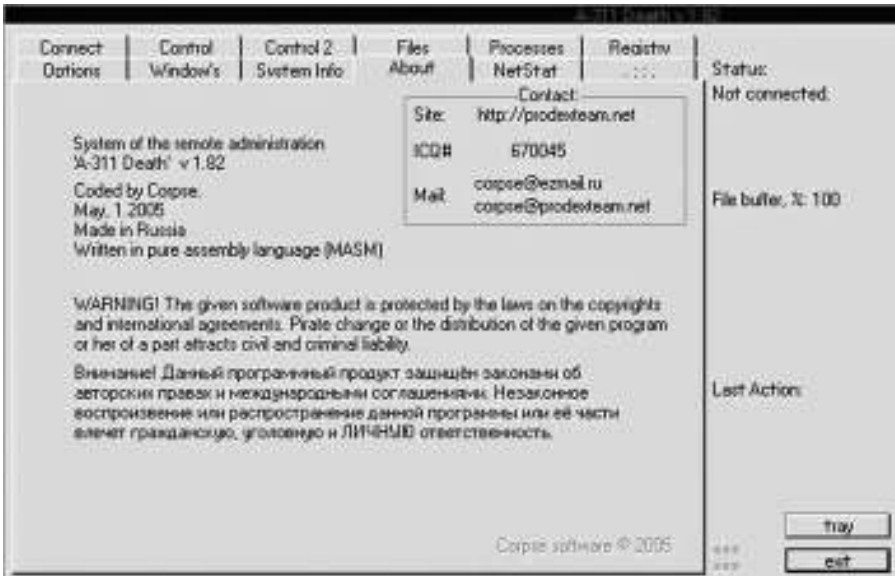 A-311 Death v 1.82
Connect Control Control 2 Files Processes Registry
Options Window's System Info About NetStat .:::.
Status:
Not connected.
Contact:
Site: http://prodexteam.net
ICQ# 670045
Mail: corpse@ezmail.ru
corpse@prodexteam.net
System of the remote administration
'A-311 Death' v 1.82
Coded by Corpse.
May, 1 2005
Made in Russia
Written in pure assembly language (MASM)
File buffer, %: 100
WARNING! The given software product is protected by the laws on the copyrights
and international agreements. Pirate change or the distribution of the given program
or her of a part attracts civil and criminal liability.
Внимание! Данный программный продукт защищён законами об
авторских правах и международными соглашениями. Незаконное
воспроизвение или распространение данной программы или её части
влечет гражданскую, уголовную и ЛИЧНУЮ ответственность.
Last Action:
Corpse software © 2005
tray
exit